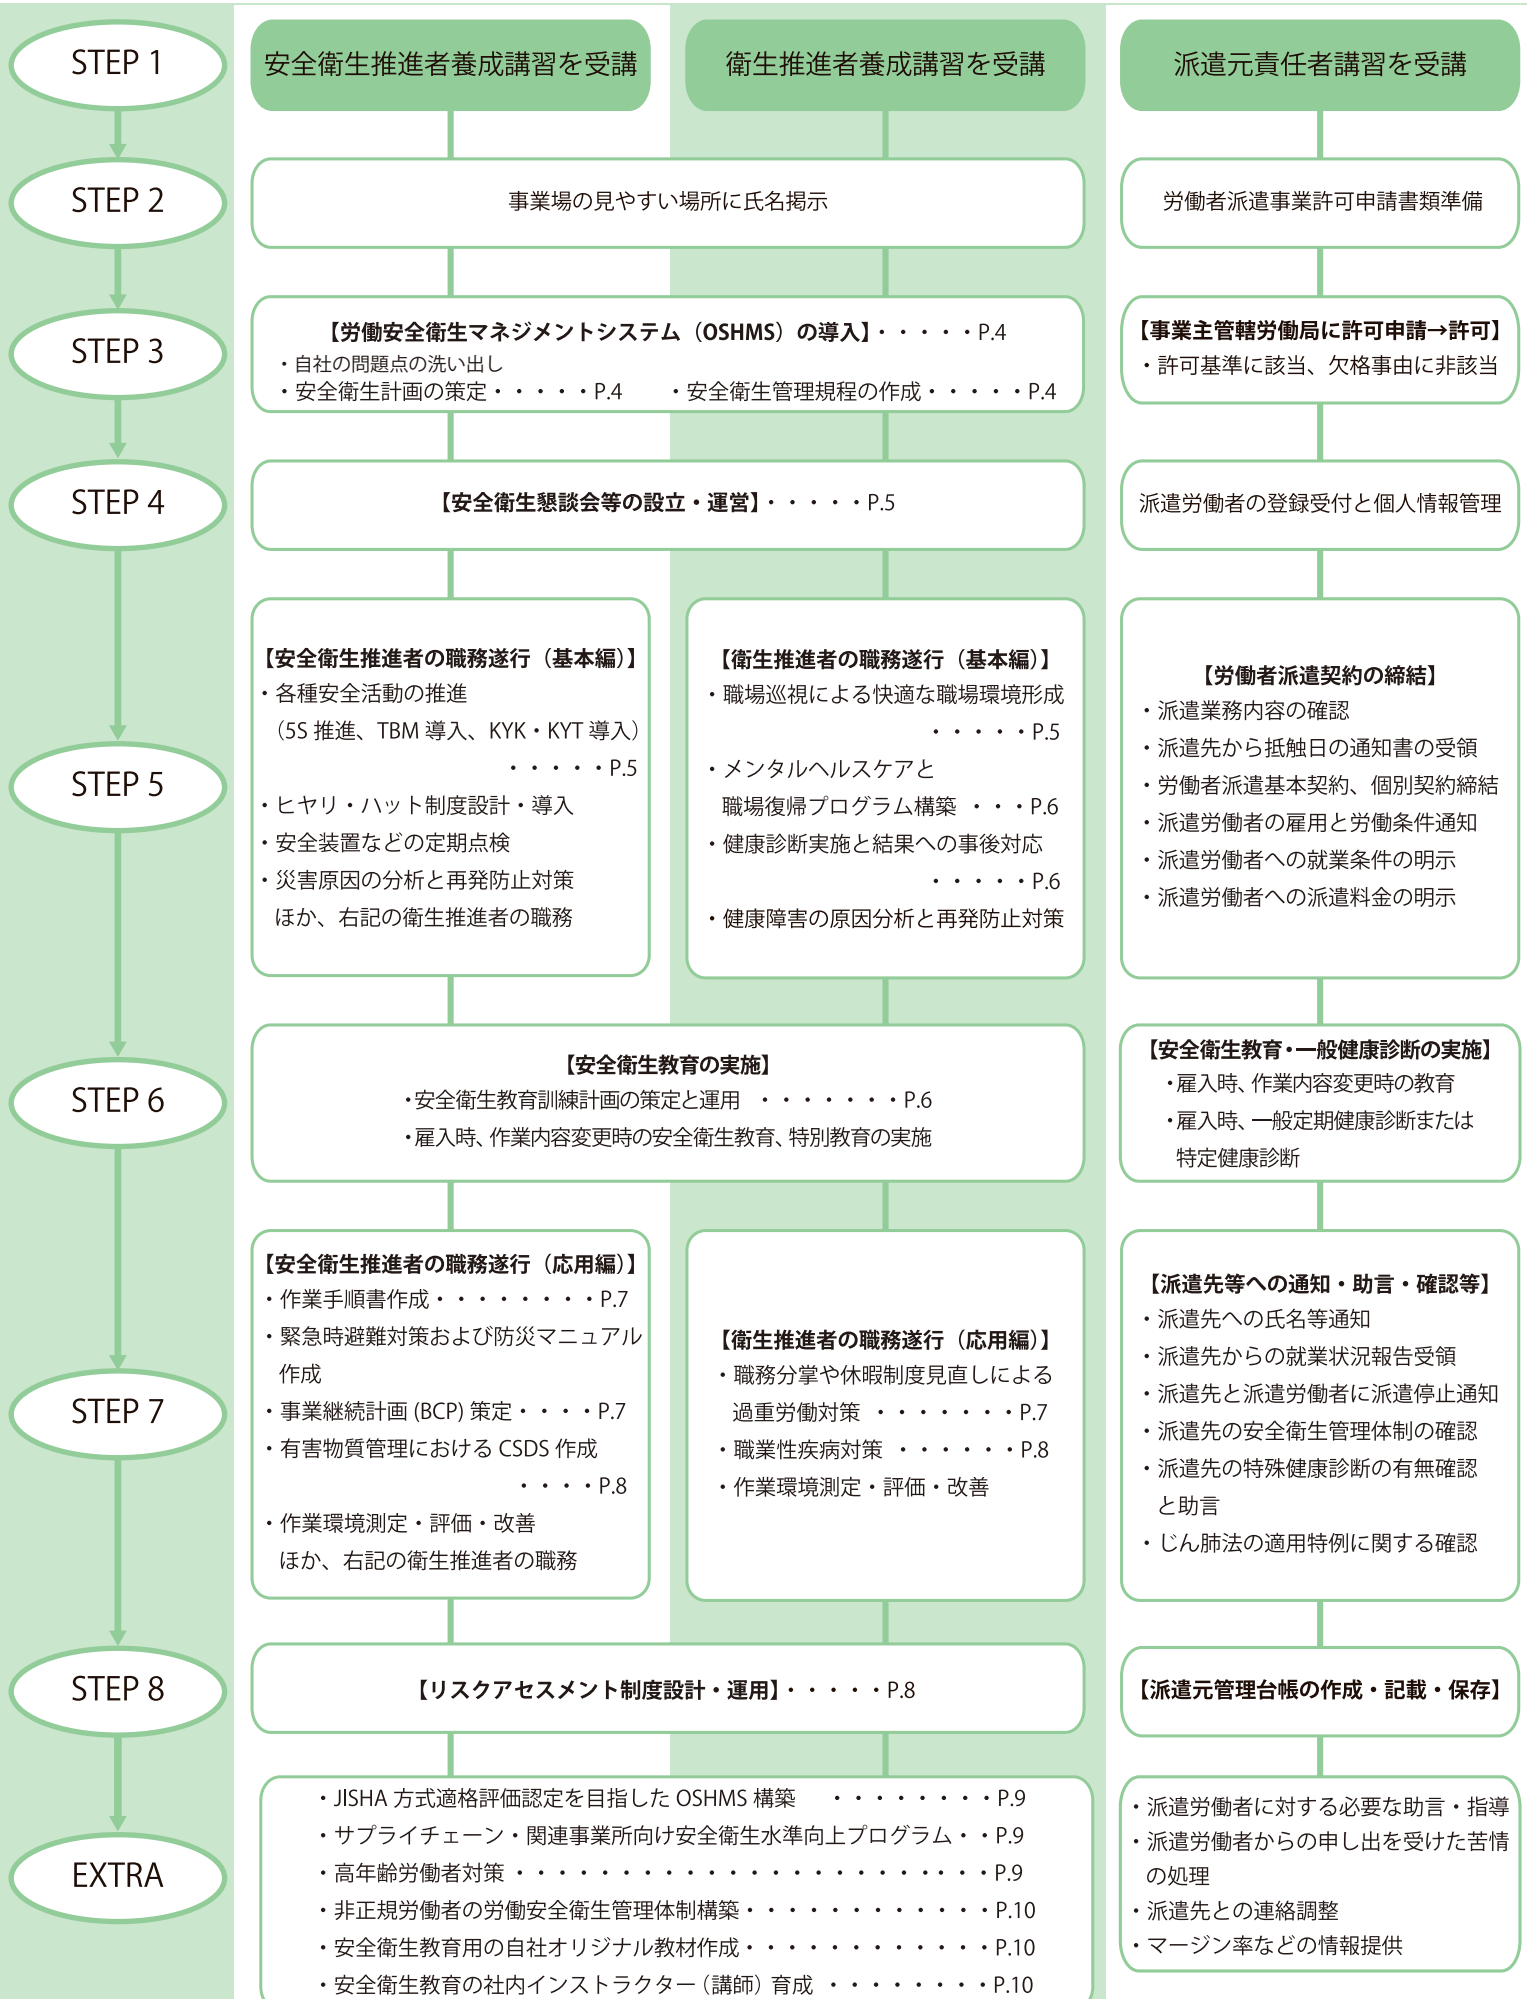 STEP 1
安全衛生推進者養成講習を受講
衛生推進者養成講習を受講
派遣元責任者講習を受講
STEP 2
事業場の見やすい場所に氏名掲示
労働者派遣事業許可申請書類準備
STEP 3
【労働安全衛生マネジメントシステム（OSHMS）の導入】・・・・・P.4
・自社の問題点の洗い出し
・安全衛生計画の策定・・・・・P.4 ・安全衛生管理規程の作成・・・・・P.4
【事業主管轄労働局に許可申請→許可】
・許可基準に該当、欠格事由に非該当
STEP 4
【安全衛生懇談会等の設立・運営】・・・・・P.5
派遣労働者の登録受付と個人情報管理
STEP 5
【安全衛生推進者の職務遂行（基本編）】
・各種安全活動の推進
（5S 推進、TBM 導入、KYK・KYT 導入）
・・・・・P.5
・ヒヤリ・ハット制度設計・導入
・安全装置などの定期点検
・災害原因の分析と再発防止対策
ほか、右記の衛生推進者の職務
【衛生推進者の職務遂行（基本編）】
・職場巡視による快適な職場環境形成
・・・・・P.5
・メンタルヘルスケアと
職場復帰プログラム構築 ・・・P.6
・健康診断実施と結果への事後対応
・・・・・P.6
・健康障害の原因分析と再発防止対策
【労働者派遣契約の締結】
・派遣業務内容の確認
・派遣先から抵触日の通知書の受領
・労働者派遣基本契約、個別契約締結
・派遣労働者の雇用と労働条件通知
・派遣労働者への就業条件の明示
・派遣労働者への派遣料金の明示
STEP 6
【安全衛生教育の実施】
・安全衛生教育訓練計画の策定と運用 ・・・・・・・P.6
・雇入時、作業内容変更時の安全衛生教育、特別教育の実施
【安全衛生教育・一般健康診断の実施】
・雇入時、作業内容変更時の教育
・雇入時、一般定期健康診断または
特定健康診断
STEP 7
【安全衛生推進者の職務遂行（応用編）】
・作業手順書作成・・・・・・・・P.7
・緊急時避難対策および防災マニュアル
作成
・事業継続計画 (BCP) 策定・・・・P.7
・有害物質管理における CSDS 作成
・・・・P.8
・作業環境測定・評価・改善
ほか、右記の衛生推進者の職務
【衛生推進者の職務遂行（応用編）】
・職務分掌や休暇制度見直しによる
過重労働対策 ・・・・・・・P.7
・職業性疾病対策 ・・・・・・P.8
・作業環境測定・評価・改善
【派遣先等への通知・助言・確認等】
・派遣先への氏名等通知
・派遣先からの就業状況報告受領
・派遣先と派遣労働者に派遣停止通知
・派遣先の安全衛生管理体制の確認
・派遣先の特殊健康診断の有無確認
と助言
・じん肺法の適用特例に関する確認
STEP 8
【リスクアセスメント制度設計・運用】・・・・・P.8
【派遣元管理台帳の作成・記載・保存】
EXTRA
・JISHA 方式適格評価認定を目指した OSHMS 構築 ・・・・・・・・P.9
・サプライチェーン・関連事業所向け安全衛生水準向上プログラム・・P.9
・高年齢労働者対策 ・・・・・・・・・・・・・・・・・・・・・・P.9
・非正規労働者の労働安全衛生管理体制構築・・・・・・・・・・・・P.10
・安全衛生教育用の自社オリジナル教材作成・・・・・・・・・・・・P.10
・安全衛生教育の社内インストラクター（講師）育成 ・・・・・・・・P.10
・派遣労働者に対する必要な助言・指導
・派遣労働者からの申し出を受けた苦情
の処理
・派遣先との連絡調整
・マージン率などの情報提供